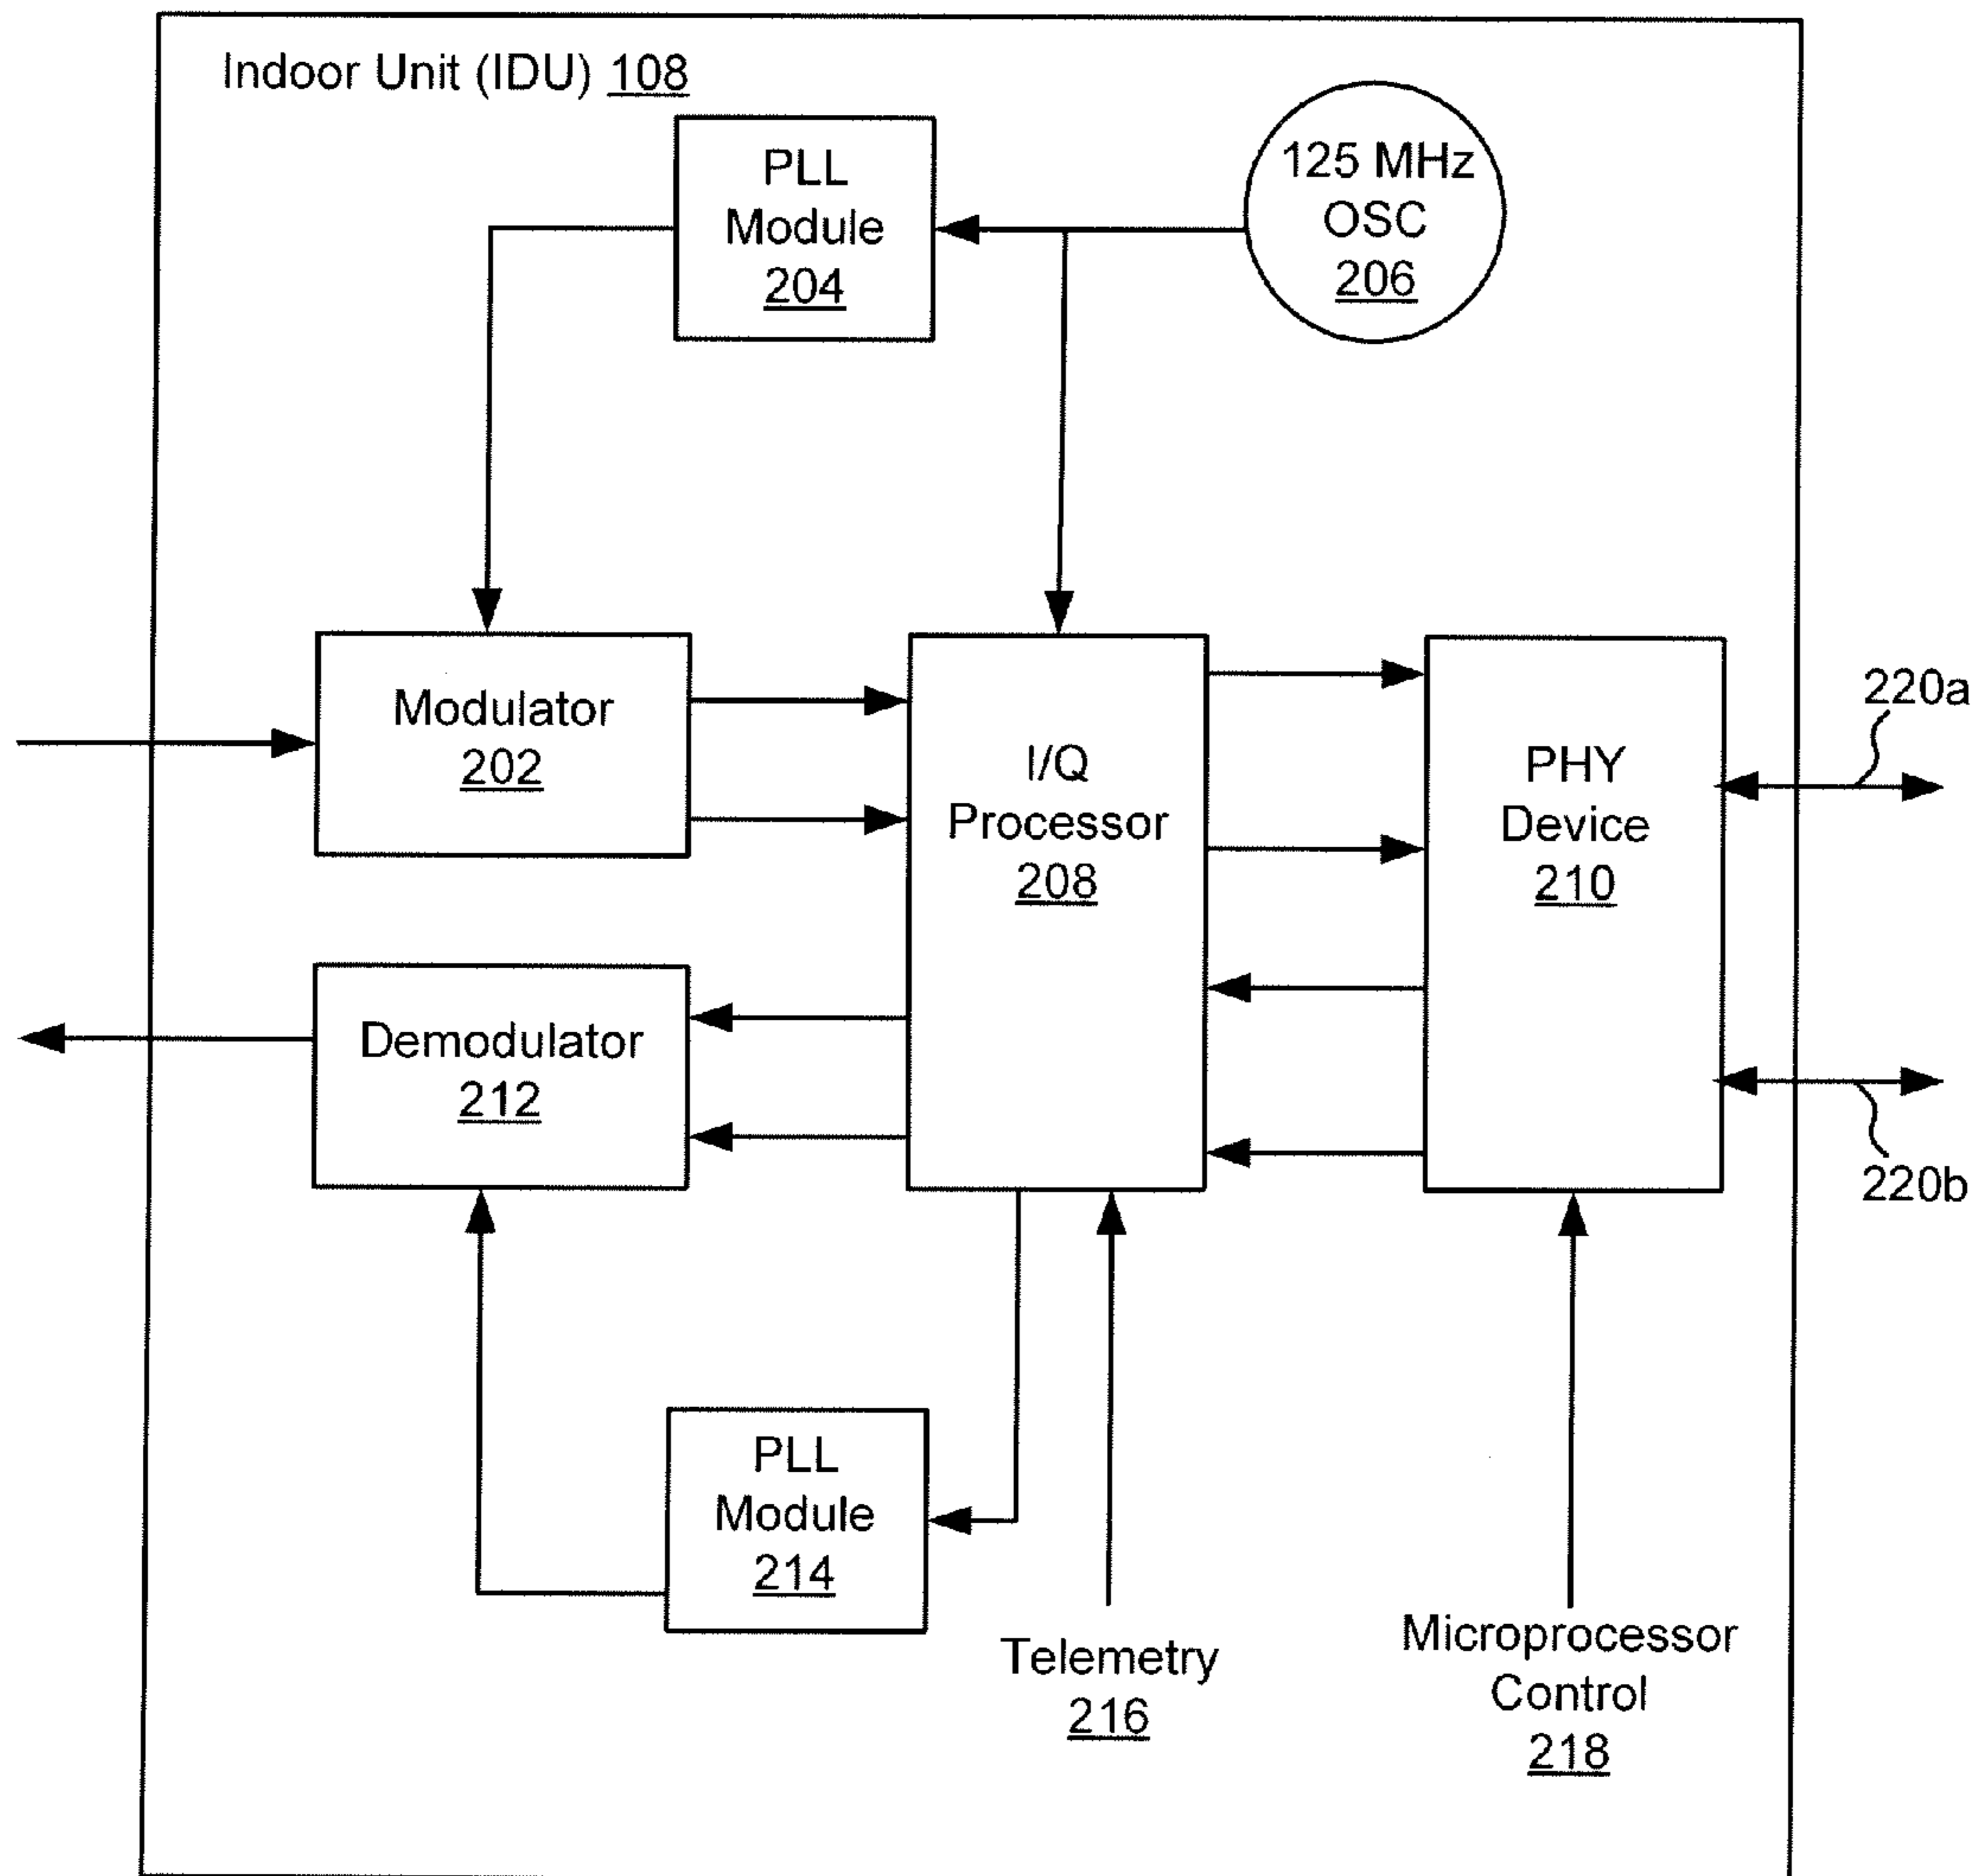 Indoor Unit (IDU) 108
PLL
Module
204
125 MHz
OSC
206
Modulator
202
I/Q
Processor
208
PHY
Device
210
220a
Demodulator
212
220b
PLL
Module
214
Telemetry
216
Microprocessor
Control
218